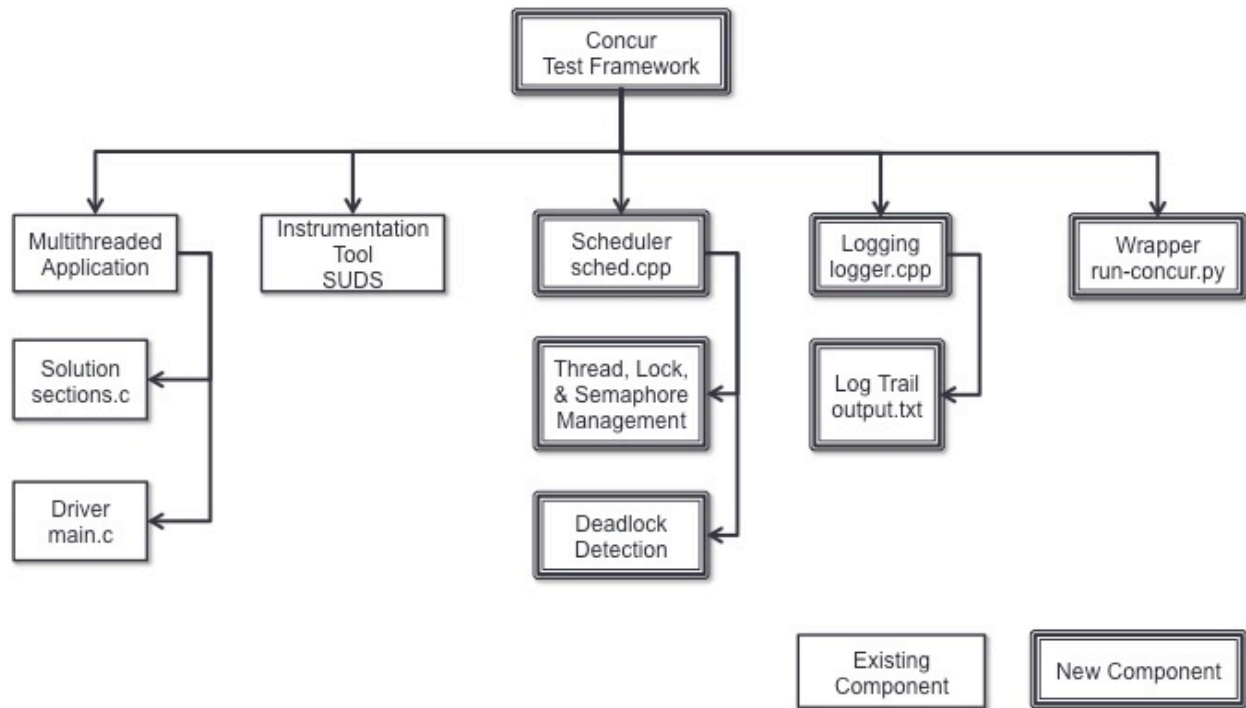 Concur
Test Framework
Multithreaded
Application
Instrumentation
Tool
SUDS
Scheduler
sched.cpp
Logging
logger.cpp
Wrapper
run-concur.py
Solution
sections.c
Thread, Lock,
& Semaphore
Management
Log Trail
output.txt
Driver
main.c
Deadlock
Detection
Existing
Component
New Component